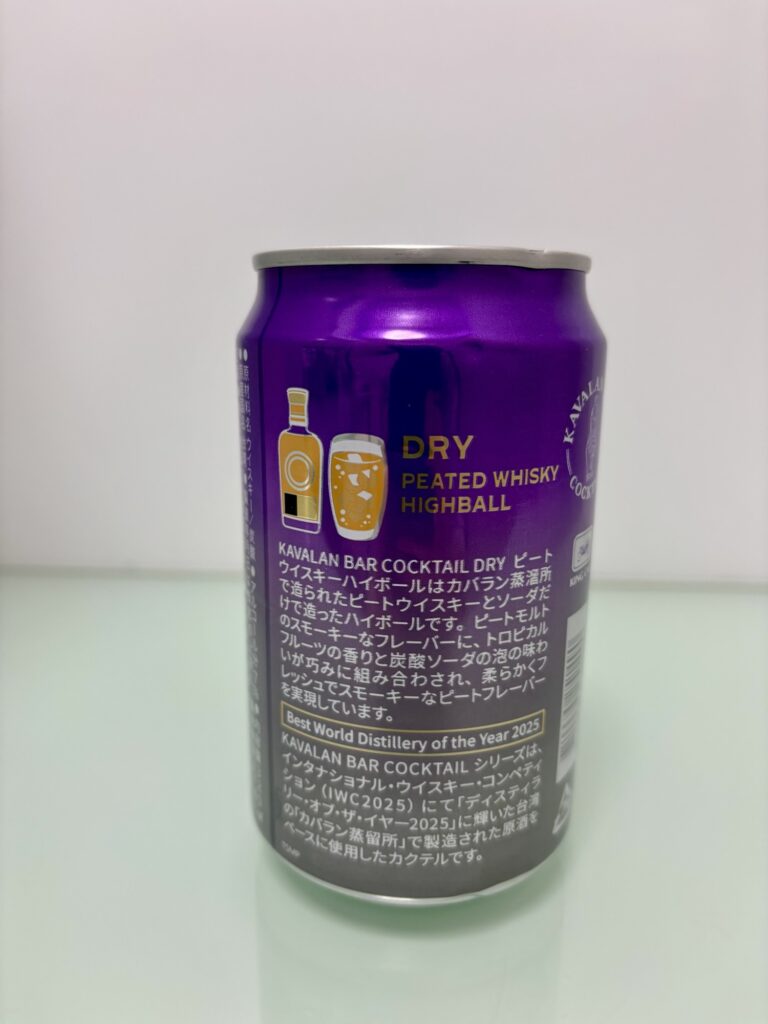 DRY
PEATED WHISKY
HIGHBALL
KAVALAN BAR COCKTAIL DRY ピート
ウイスキーハイボールはカバラン蒸溜所
で造られたピートウイスキーとソーダだ
けで造ったハイボールです。ピートモルト
のスモーキーなフレーバーに、トロピカル
フルーツの香りと炭酸ソーダの泡の味わ
いが巧みに組み合わされ、柔らかくフ
レッシュでスモーキーなピートフレーバー
を実現しています。
Best World Distillery of the Year 2025
KAVALAN BAR COCKTAIL シリーズは、
インタナショナル・ウイスキー・コンペティ
ション（IWC2025）にて「ディスティラ
リー・オブ・ザ・イヤー2025」に輝いた台湾
の「カバラン蒸留所」で製造された原酒を
ベースに使用したカクテルです。
KAVALAN
●原材料名 ウイスキー